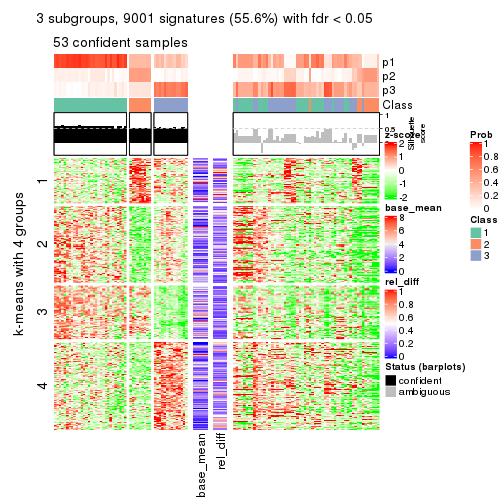 3 subgroups, 9001 signatures (55.6%) with fdr < 0.05
53 confident samples
p1
p2
p3
Class
1
0.5
0
Silhouette
score
k-means with 4 groups
1
2
3
4
base_mean
rel_diff
z-score
2
1
0
-1
-2
base_mean
8
6
4
2
0
rel_diff
1
0.8
0.6
0.4
0.2
0
Status (barplots)
confident
ambiguous
Prob
1
0.8
0.6
0.4
0.2
0
Class
1
2
3